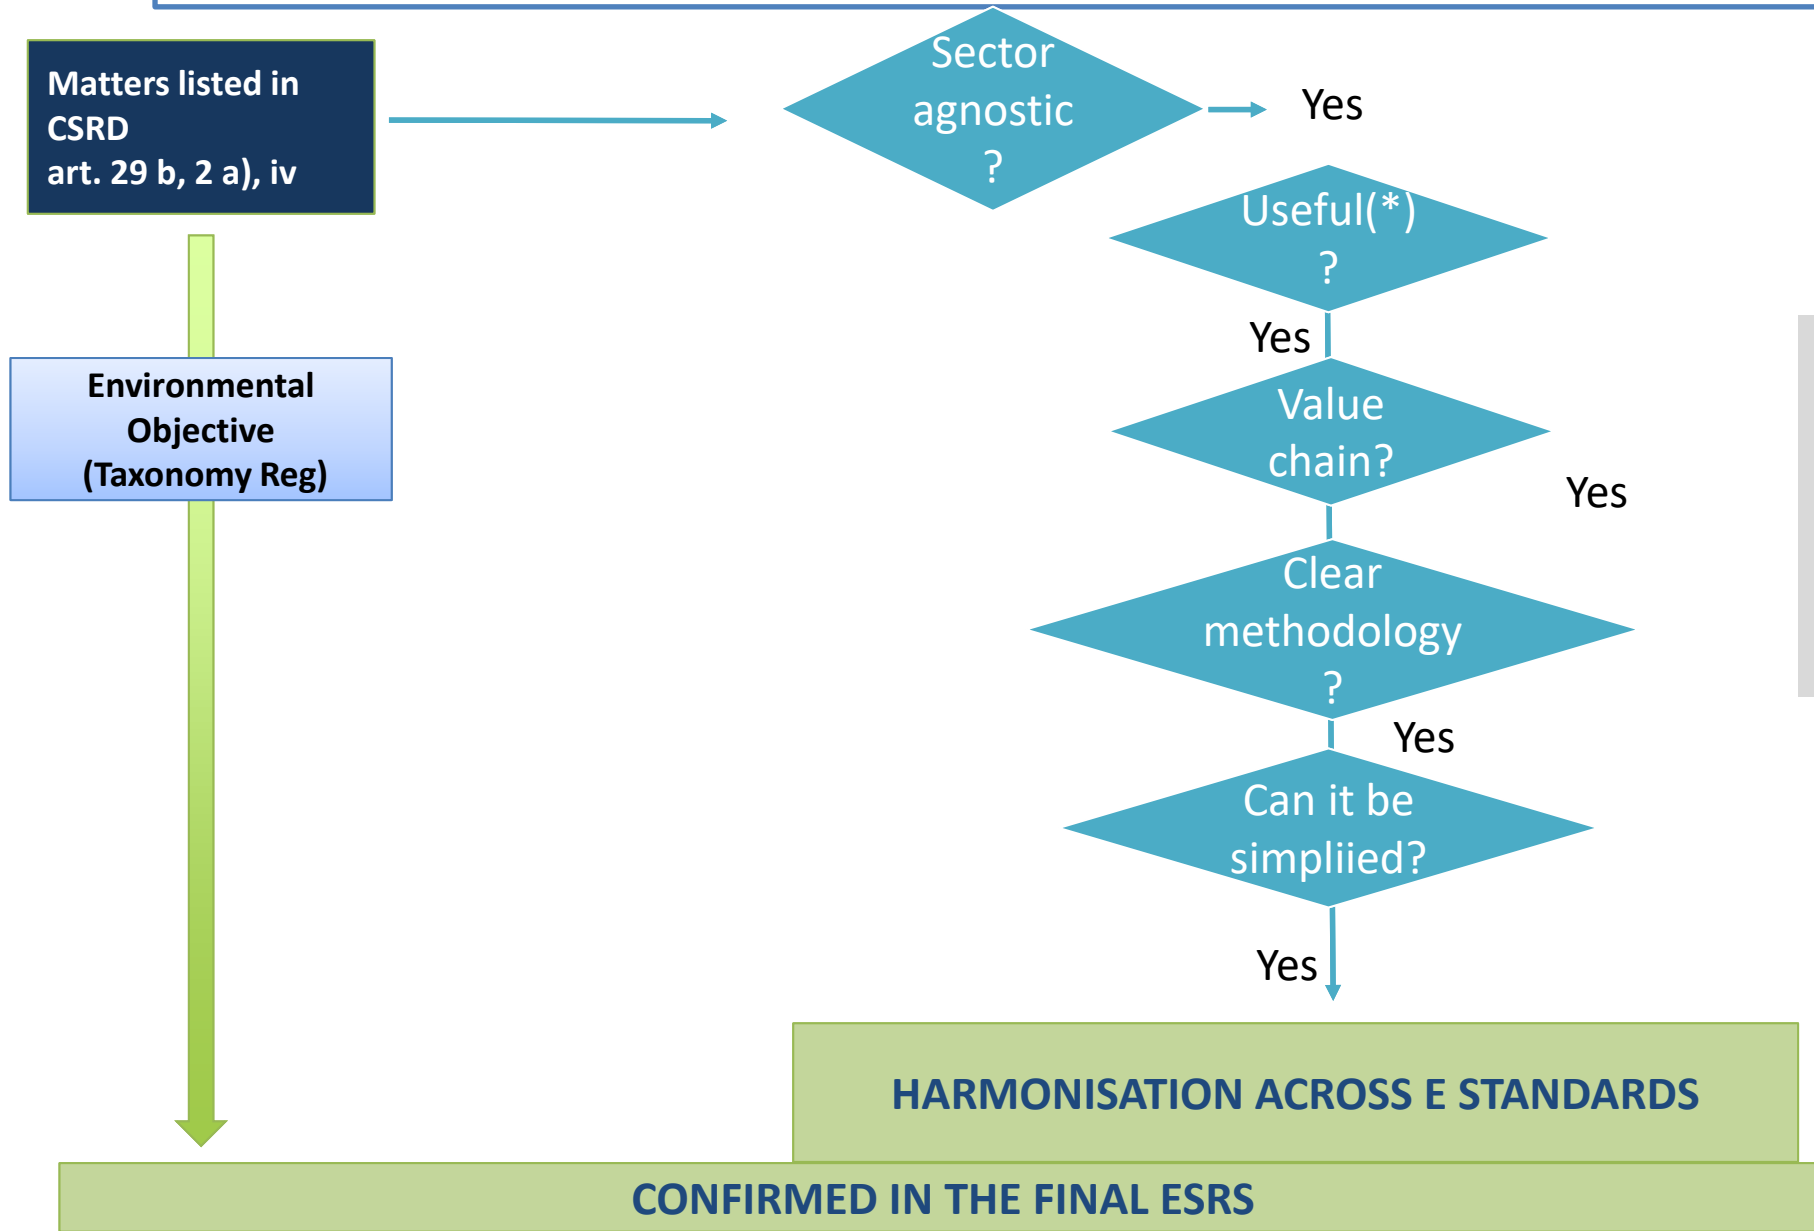 Matters listed in
CSRD
art. 29 b, 2 a), iv
Sector
agnostic
?
Yes
Useful(*)
?
Yes
Environmental
Objective
(Taxonomy Reg)
Value
chain?
Yes
Clear
methodology
?
Yes
Can it be
simpliied?
Yes
HARMONISATION ACROSS E STANDARDS
CONFIRMED IN THE FINAL ESRS